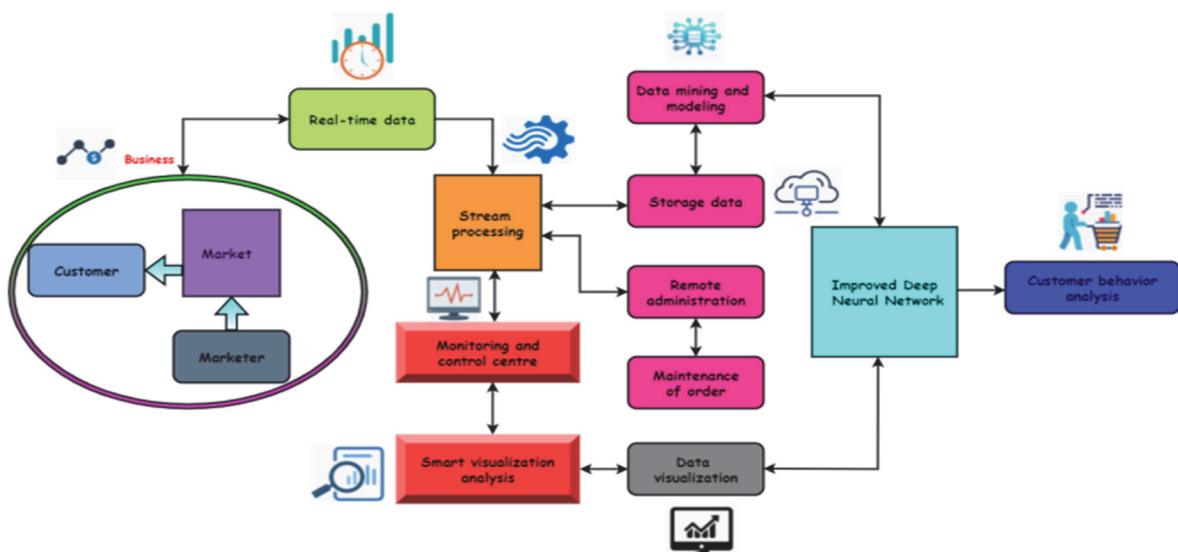 Data mining and
modeling
Real-time data
Business
Stream
processing
Storage data
Market
Customer
Remote
administration
Improved Deep
Neural Network
Customer behavior
analysis
Marketer
Monitoring and
control centre
Maintenance
of order
Smart visualization
analysis
Data
visualization